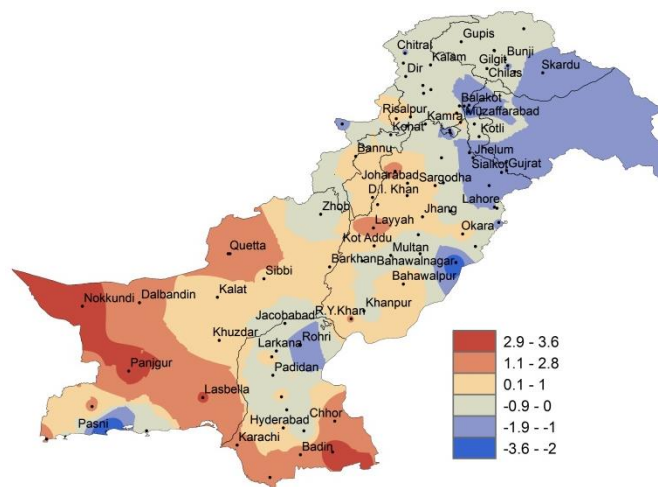 Gupis
Chitral
Bunji
Kalam
Gilgit
Skardu
Dir
Chilas
Balakot
Risalpur
Muzaffarabad
Kamra
Kohat
Kotli
Bannu
Jhelum
Sialkot
Gujrat
Joharabad
Sargodha
D.I. Khan
Lahore
Zhob
Jhang
Layyah
Okara
Quetta
Kot Addu
Multan
Barkhan
Bahawalnagar
Sibbi
Bahawalpur
Nokkundi
Dalbandin
Kalat
Khanpur
R.Y.Khan
Jacobabad
Khuzdar
Rohri
Larkana
Panjgur
Padidan
Lasbella
Pasni
Hyderabad
Chhor
Karachi
Badin
2.9 - 3.6
1.1 - 2.8
0.1 - 1
-0.9 - 0
-1.9 - -1
-3.6 - -2